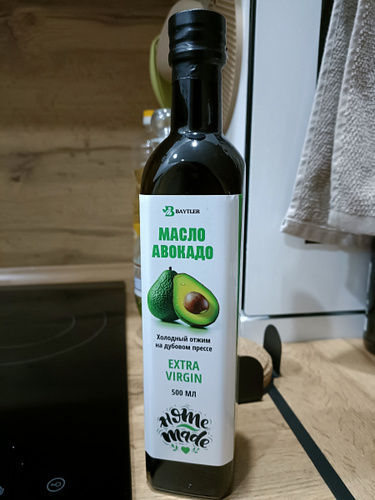 BAYTLER
МАСЛО
АВОКАДО
Холодный отжим
на дубовом прессе
EXTRA
VIRGIN
500 МЛ
Home
made